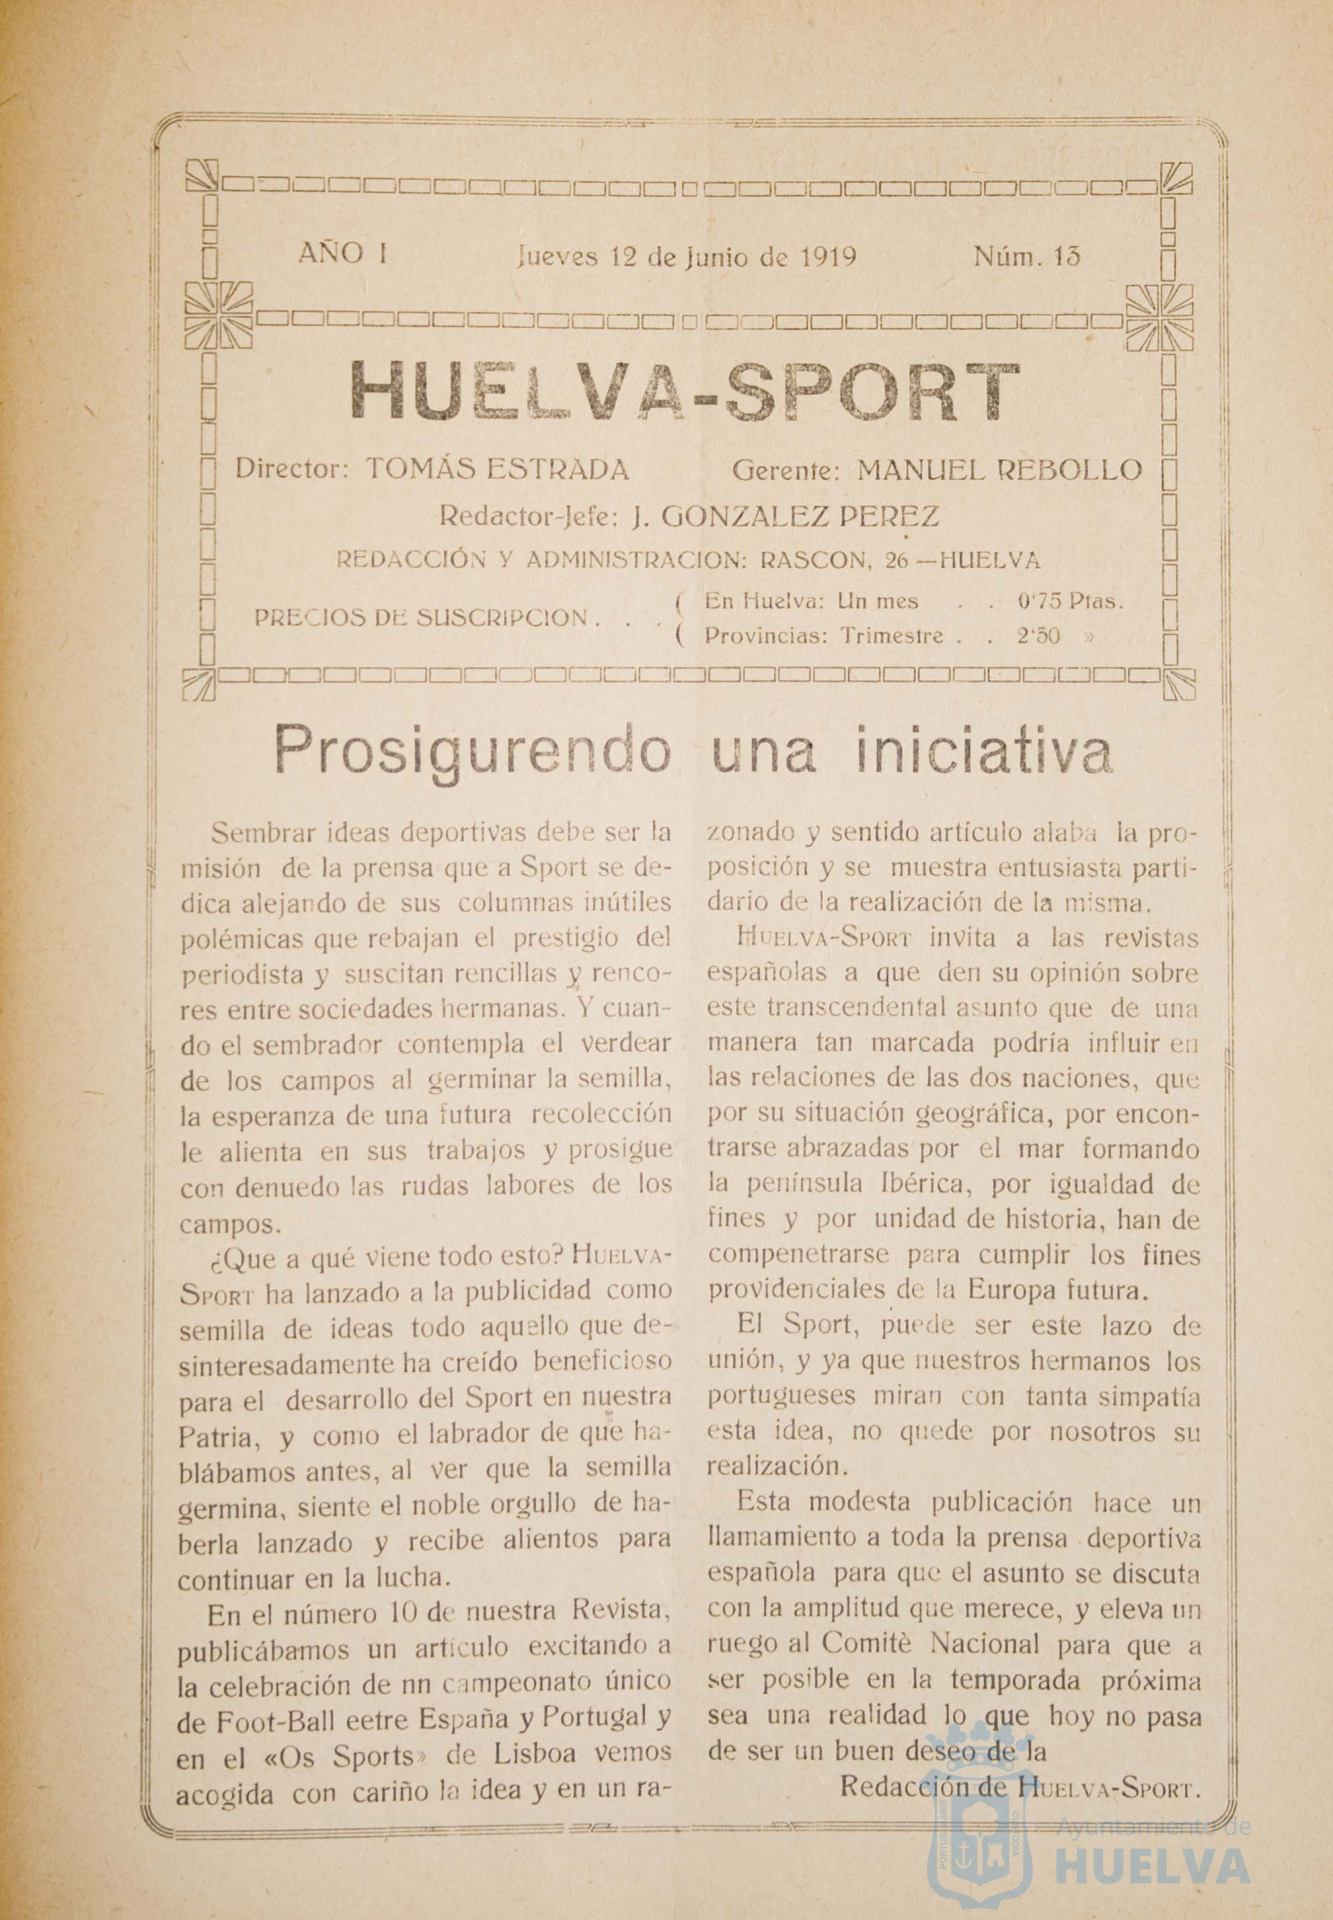 AÑO I Jueves 12 de Junio de 1919 Núm. 13
HUELVA-SPORT
Director: TOMÁS ESTRADA Gerente: MANUEL REBOLLO
Redactor-Jefe: J. GONZALEZ PEREZ
REDACCIÓN Y ADMINISTRACION: RASCON, 26 —HUELVA
PRECIOS DE SUSCRIPCION . . .
( En Huelva: Un mes . . 0'75 Ptas.
( Provincias: Trimestre . . 2'50 »
Prosigurendo una iniciativa
Sembrar ideas deportivas debe ser la
misión de la prensa que a Sport se de-
dica alejando de sus columnas inútiles
polémicas que rebajan el prestigio del
periodista y suscitan rencillas y renco-
res entre sociedades hermanas. Y cuan-
do el sembrador contempla el verdear
de los campos al germinar la semilla,
la esperanza de una futura recolección
le alienta en sus trabajos y prosigue
con denuedo las rudas labores de los
campos.
¿Que a qué viene todo esto? HUELVA-
SPORT ha lanzado a la publicidad como
semilla de ideas todo aquello que de-
sinteresadamente ha creído beneficioso
para el desarrollo del Sport en nuestra
Patria, y como el labrador de que ha-
blábamos antes, al ver que la semilla
germina, siente el noble orgullo de ha-
berla lanzado y recibe alientos para
continuar en la lucha.
En el número 10 de nuestra Revista,
publicábamos un artículo excitando a
la celebración de nn campeonato único
de Foot-Ball eetre España y Portugal y
en el «Os Sports» de Lisboa vemos
acogida con cariño la idea y en un ra-
zonado y sentido artículo alaba la pro-
posición y se muestra entusiasta parti-
dario de la realización de la misma.
HUELVA-SPORT invita a las revistas
españolas a que den su opinión sobre
este transcendental asunto que de una
manera tan marcada podría influir en
las relaciones de las dos naciones, que
por su situación geográfica, por encon-
trarse abrazadas por el mar formando
la península Ibérica, por igualdad de
fines y por unidad de historia, han de
compenetrarse para cumplir los fines
providenciales de la Europa futura.
El Sport, puede ser este lazo de
unión, y ya que nuestros hermanos los
portugueses miran con tanta simpatía
esta idea, no quede por nosotros su
realización.
Esta modesta publicación hace un
llamamiento a toda la prensa deportiva
española para que el asunto se discuta
con la amplitud que merece, y eleva un
ruego al Comitè Nacional para que a
ser posible en la temporada próxima
sea una realidad lo que hoy no pasa
de ser un buen deseo de la
Redacción de HUELVA-SPORT.
Ayuntamiento de
HUELVA